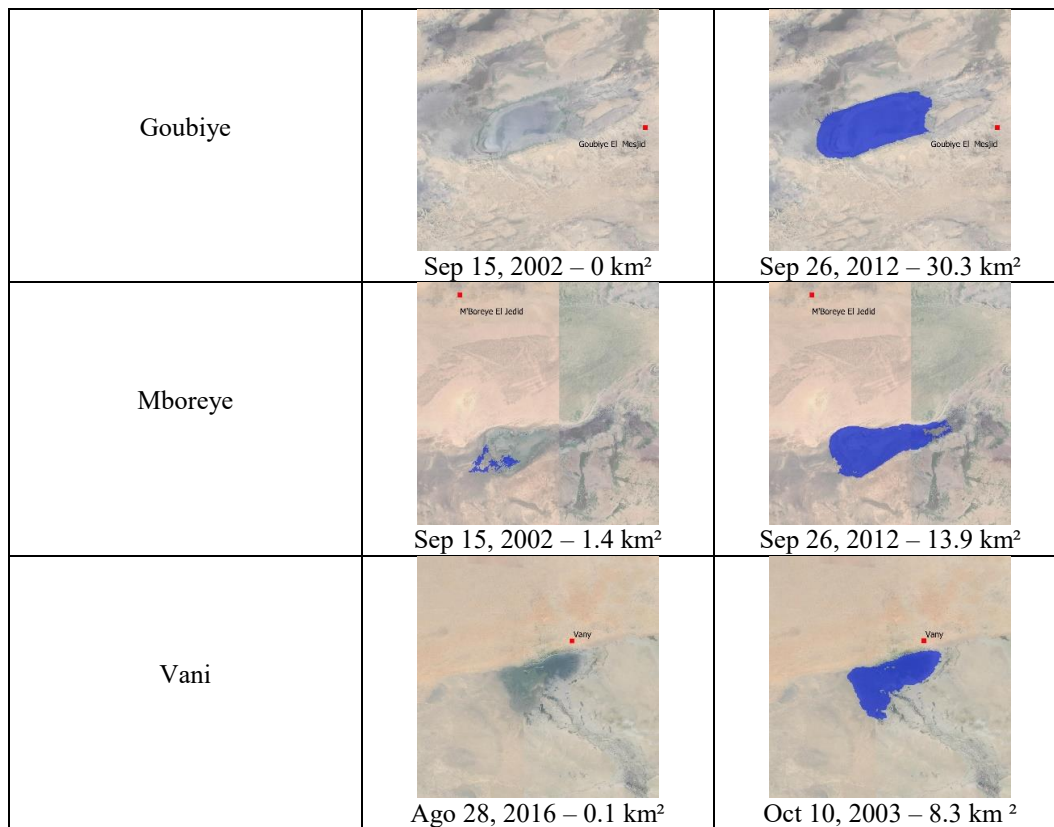 Goubiye
Goubiye El Mesjid
Goubiye El Mesjid
Sep 15, 2002 – 0 km²
Sep 26, 2012 – 30.3 km²
Mboreye
M'Boreye El Jedid
M'Boreye El Jedid
Sep 15, 2002 – 1.4 km²
Sep 26, 2012 – 13.9 km²
Vani
Vany
Vany
Ago 28, 2016 – 0.1 km²
Oct 10, 2003 – 8.3 km ²